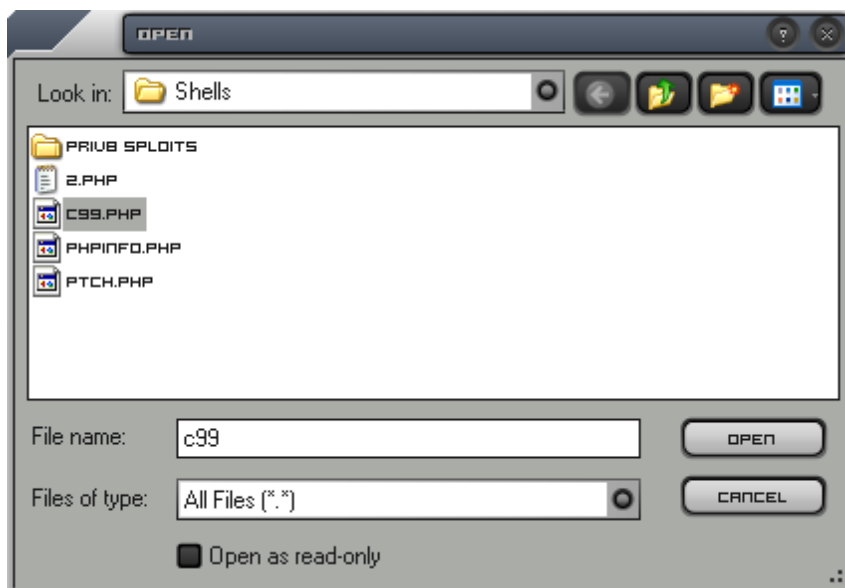 OPEN
Look in: Shells
PRIV8 SPLOITS
2.PHP
C99.PHP
PHPINFO.PHP
PTCH.PHP
File name: c99 OPEN
Files of type: All Files (*.*) CANCEL
Open as read-only